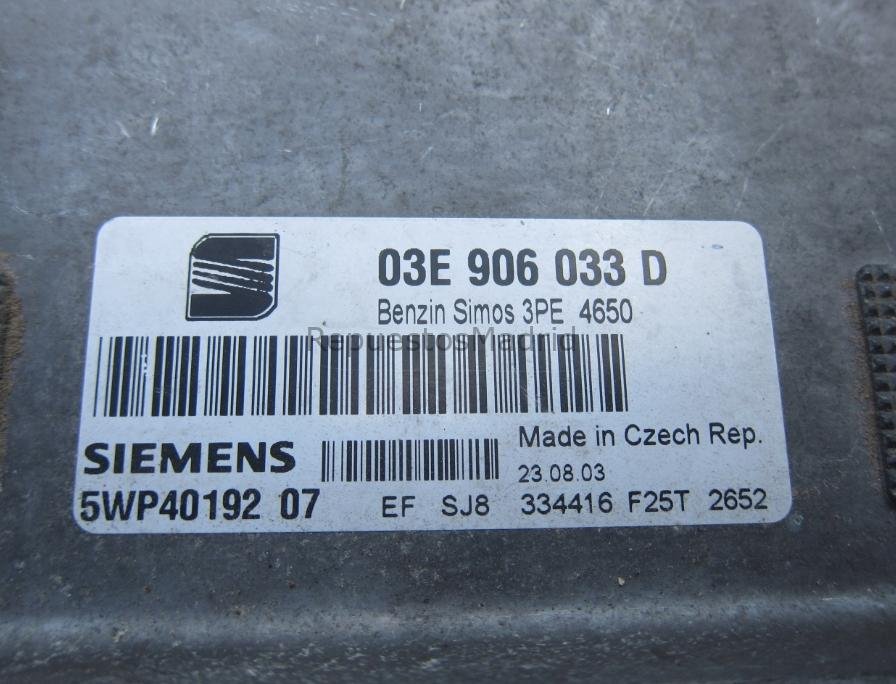 03E 906 033 D
Benzin Simos 3PE 4650
RepuestosMadrid
SIEMENS
Made in Czech Rep.
23.08.03
5WP40192 07 EF SJ8 334416 F25T 2652